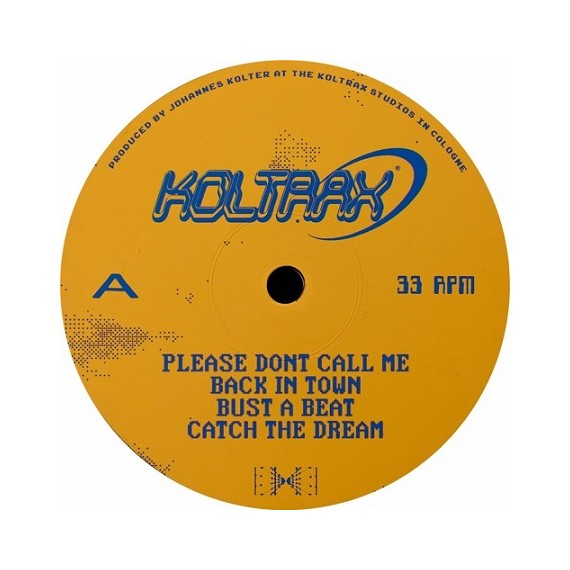 PRODUCED BY JOHANNES KOLTER AT THE KOLTRAX STUDIOS IN COLOGNE
KOLTRAX®
A
33 RPM
PLEASE DONT CALL ME
BACK IN TOWN
BUST A BEAT
CATCH THE DREAM